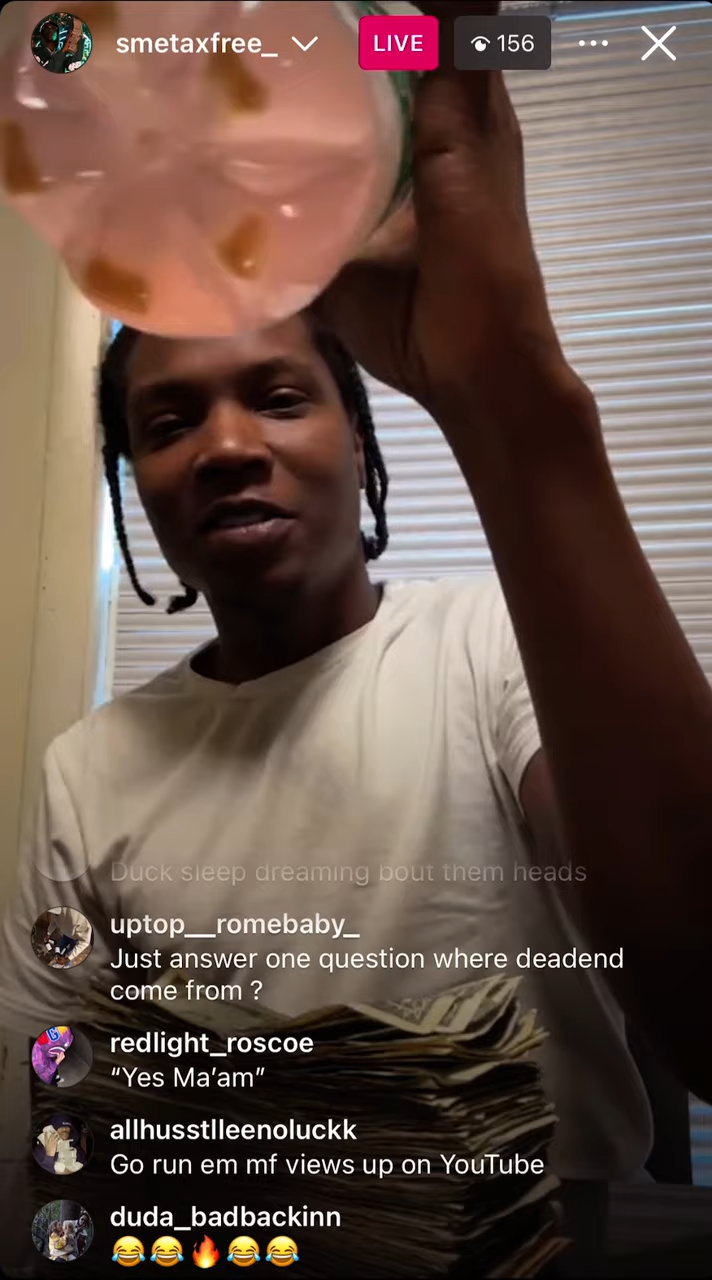 smetaxfree_
LIVE
156
Duck sleep dreaming bout them heads
uptop__romebaby_
Just answer one question where deadend
come from ?
redlight_roscoe
“Yes Ma’am”
allhusstlleenoluckk
Go run em mf views up on YouTube
duda_badbackinn
😂😂🔥😂😂